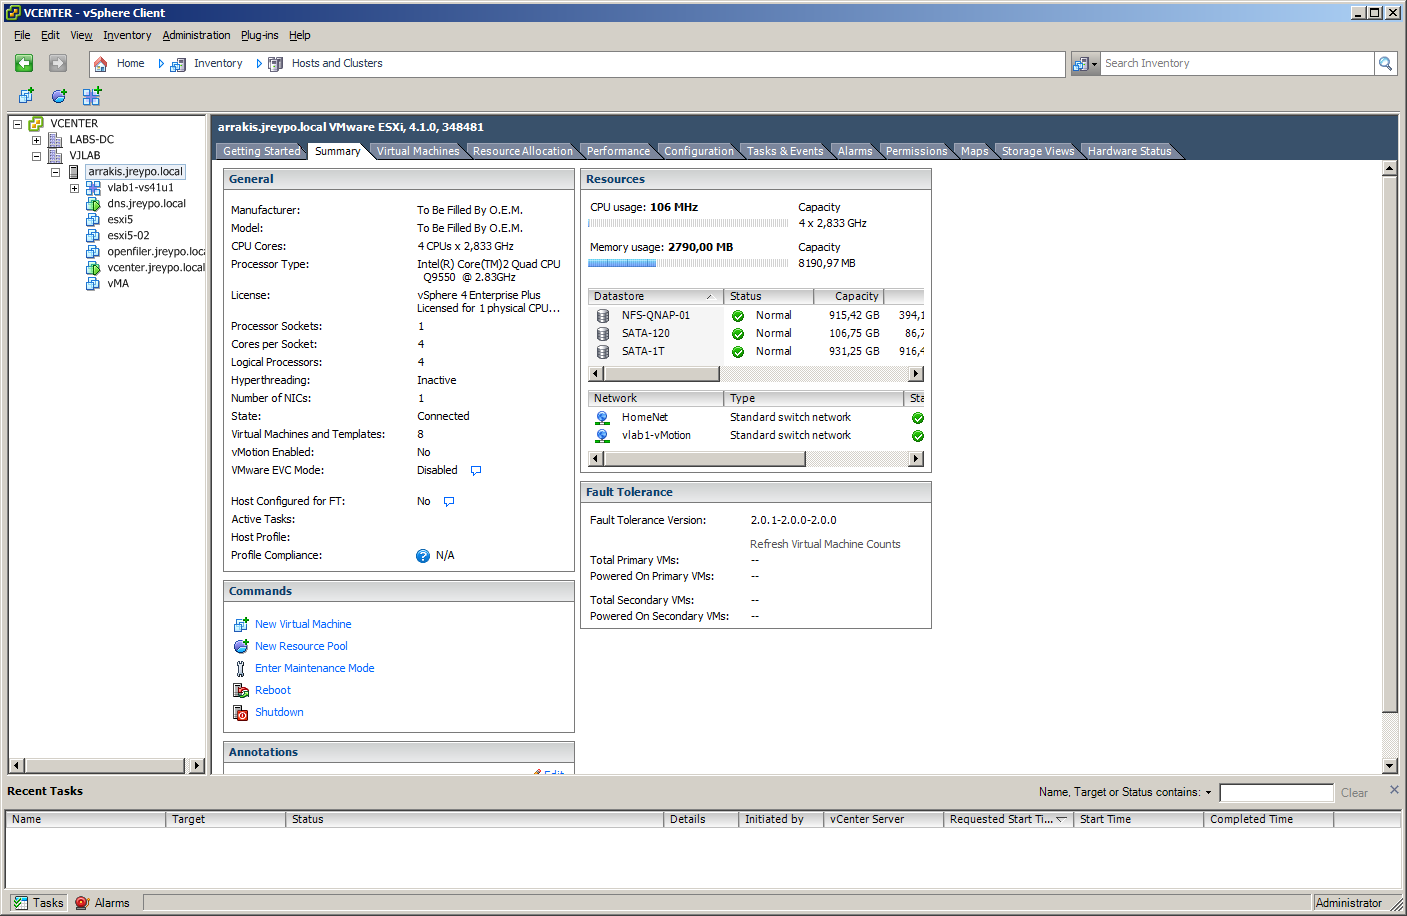 VCENTER - vSphere Client
File Edit View Inventory Administration Plug-ins Help
Home Inventory Hosts and Clusters Search Inventory
VCENTER
LABS-DC
VJLAB
arrakis.jreypo.local
vlab1-vs41u1
dns.jreypo.local
esxi5
esxi5-02
openfiler.jreypo.loc
vcenter.jreypo.local
vMA
arrakis.jreypo.local VMware ESXi, 4.1.0, 348481
Getting Started Summary Virtual Machines Resource Allocation Performance Configuration Tasks & Events Alarms Permissions Maps Storage Views Hardware Status
General
Manufacturer: To Be Filled By O.E.M.
Model: To Be Filled By O.E.M.
CPU Cores: 4 CPUs x 2,833 GHz
Processor Type: Intel(R) Core(TM)2 Quad CPU
Q9550 @ 2.83GHz
License: vSphere 4 Enterprise Plus
Licensed for 1 physical CPU...
Processor Sockets: 1
Cores per Socket: 4
Logical Processors: 4
Hyperthreading: Inactive
Number of NICs: 1
State: Connected
Virtual Machines and Templates: 8
vMotion Enabled: No
VMware EVC Mode: Disabled
Host Configured for FT: No
Active Tasks:
Host Profile:
Profile Compliance: ? N/A
Commands
New Virtual Machine
New Resource Pool
Enter Maintenance Mode
Reboot
Shutdown
Annotations
Edit
Resources
CPU usage: 106 MHz Capacity
4 x 2,833 GHz
Memory usage: 2790,00 MB Capacity
8190,97 MB
Datastore Status Capacity
NFS-QNAP-01 Normal 915,42 GB 394,1
SATA-120 Normal 106,75 GB 86,7
SATA-1T Normal 931,25 GB 916,4
Network Type Sta
HomeNet Standard switch network
vlab1-vMotion Standard switch network
Fault Tolerance
Fault Tolerance Version: 2.0.1-2.0.0-2.0.0
Refresh Virtual Machine Counts
Total Primary VMs: --
Powered On Primary VMs: --
Total Secondary VMs: --
Powered On Secondary VMs: --
Recent Tasks Name, Target or Status contains: Clear
Name Target Status Details Initiated by vCenter Server Requested Start Ti... Start Time Completed Time
Tasks Alarms Administrator